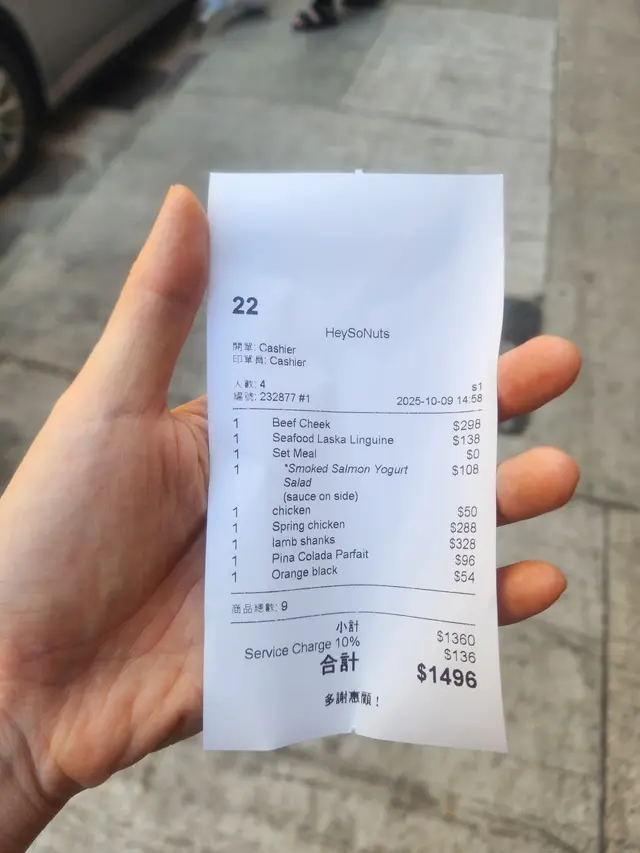 22
HeySoNuts
開單: Cashier
印單員: Cashier
人數: 4 s1
編號: 232877 #1 2025-10-09 14:58
1 Beef Cheek $298
1 Seafood Laska Linguine $138
1 Set Meal $0
1 *Smoked Salmon Yogurt $108
Salad
(sauce on side)
1 chicken $50
1 Spring chicken $288
1 lamb shanks $328
1 Pina Colada Parfait $96
1 Orange black $54
商品總數: 9
小計 $1360
Service Charge 10% $136
合計 $1496
多謝惠顧！